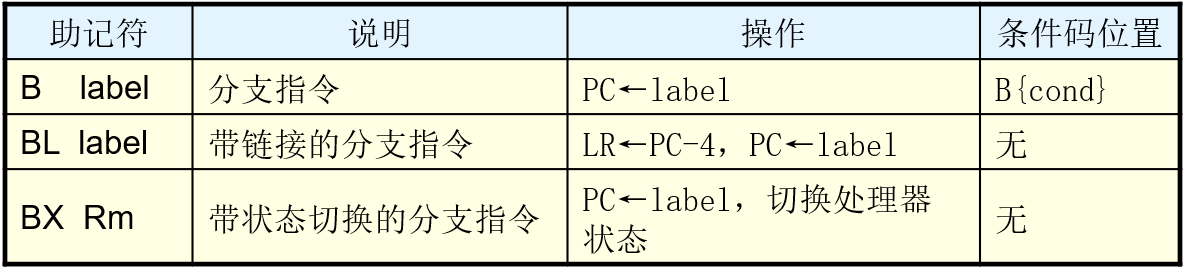 助记符 说明 操作 条件码位置
B label 分支指令 PC←label B{cond}
BL label 带链接的分支指令 LR←PC-4，PC←label 无
BX Rm 带状态切换的分支指令 PC←label，切换处理器 无
状态